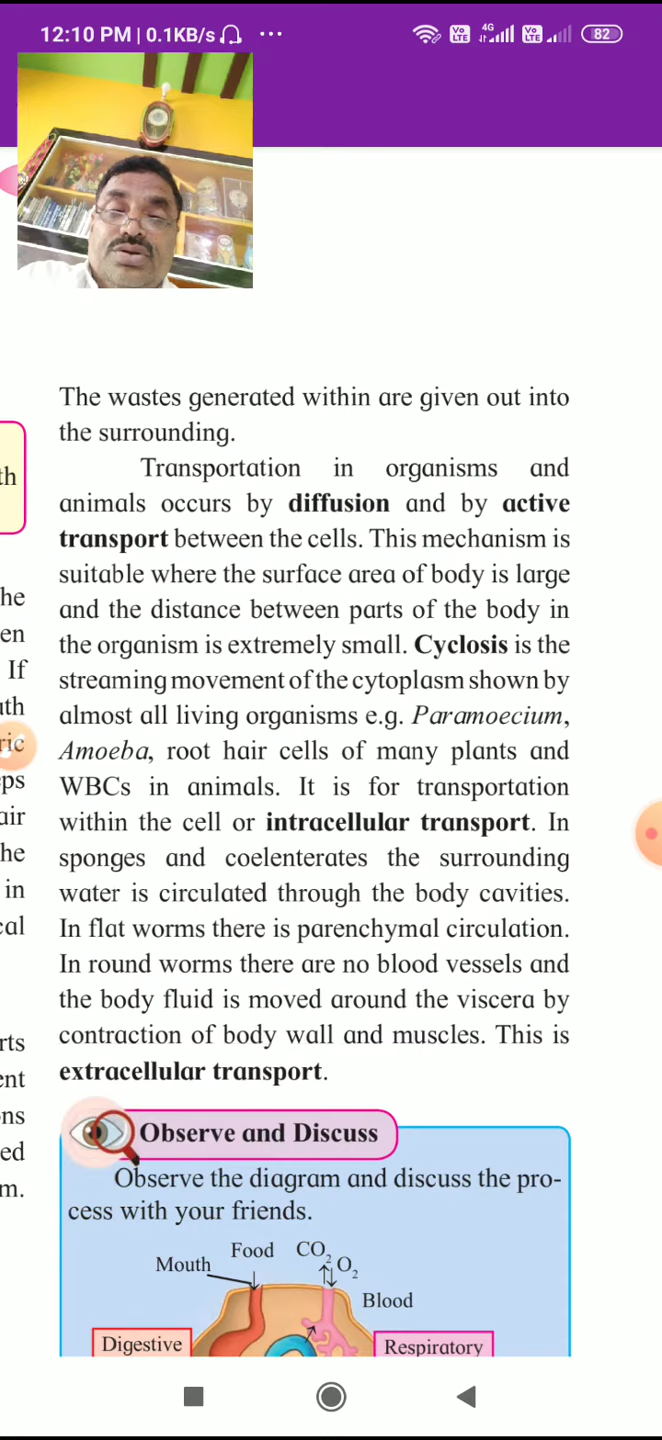 12:10 PM | 0.1KB/s
4G
82
The wastes generated within are given out into
the surrounding.
Transportation in organisms and
animals occurs by diffusion and by active
transport between the cells. This mechanism is
suitable where the surface area of body is large
and the distance between parts of the body in
the organism is extremely small. Cyclosis is the
streaming movement of the cytoplasm shown by
almost all living organisms e.g. Paramoecium,
Amoeba, root hair cells of many plants and
WBCs in animals. It is for transportation
within the cell or intracellular transport. In
sponges and coelenterates the surrounding
water is circulated through the body cavities.
In flat worms there is parenchymal circulation.
In round worms there are no blood vessels and
the body fluid is moved around the viscera by
contraction of body wall and muscles. This is
extracellular transport.
Observe and Discuss
Observe the diagram and discuss the pro-
cess with your friends.
Food CO2
Mouth O2
Blood
Digestive
Respiratory